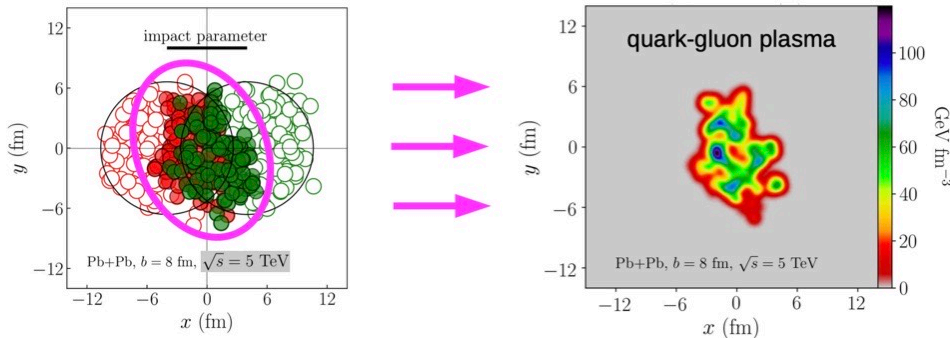 impact parameter
12
6
0
−6
−12
y (fm)
Pb+Pb, b = 8 fm, √s = 5 TeV
−12 −6 0 6 12
x (fm)
quark-gluon plasma
12
6
0
−6
−12
y (fm)
Pb+Pb, b = 8 fm, √s = 5 TeV
−12 −6 0 6 12
x (fm)
100
80
60
40
20
0
GeV fm⁻³